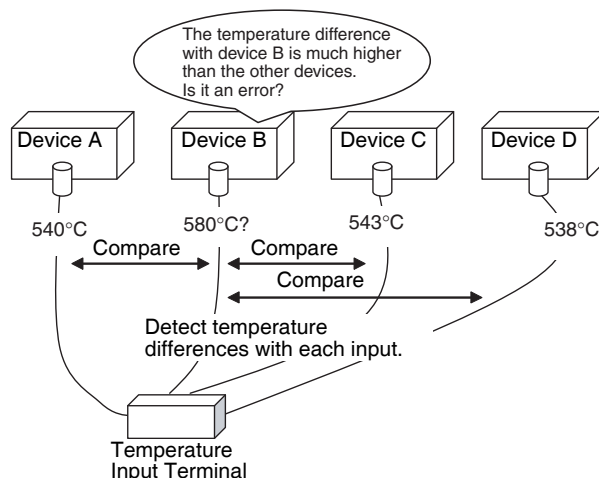 The temperature difference
with device B is much higher
than the other devices.
Is it an error?
Device A
Device B
Device C
Device D
540°C
580°C?
543°C
538°C
Compare
Compare
Compare
Detect temperature
differences with each input.
Temperature
Input Terminal